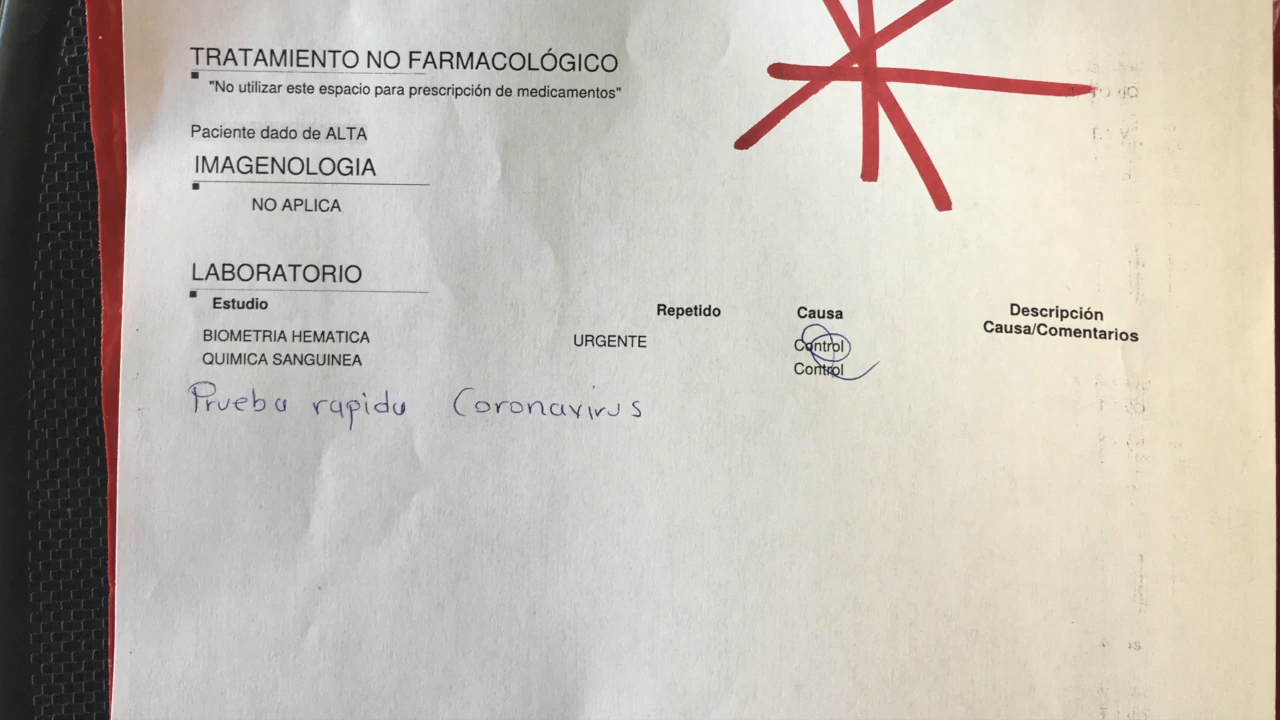 TRATAMIENTO NO FARMACOLÓGICO
"No utilizar este espacio para prescripción de medicamentos"
Paciente dado de ALTA
IMAGENOLOGIA
NO APLICA
LABORATORIO
Estudio Repetido Causa Descripción
Causa/Comentarios
BIOMETRIA HEMATICA URGENTE Control
QUIMICA SANGUINEA Control
Prueba rapida Coronavirus